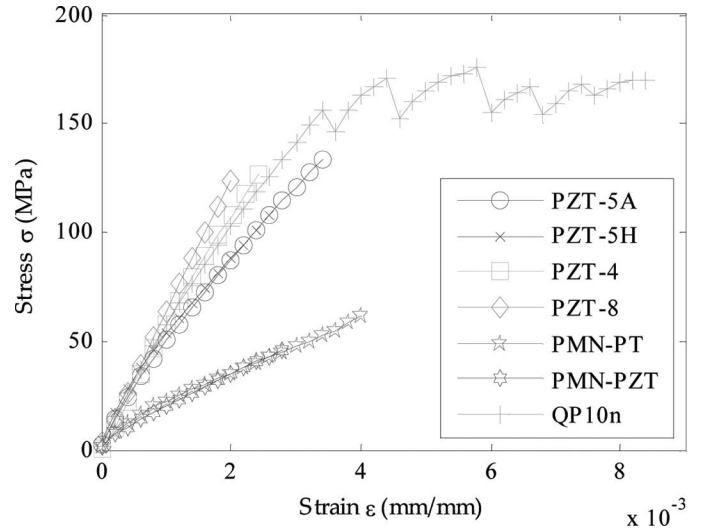 200
150
100
50
0
Stress σ (MPa)
PZT-5A
PZT-5H
PZT-4
PZT-8
PMN-PT
PMN-PZT
QP10n
0
2
4
6
8
Strain ε (mm/mm)
x 10⁻³